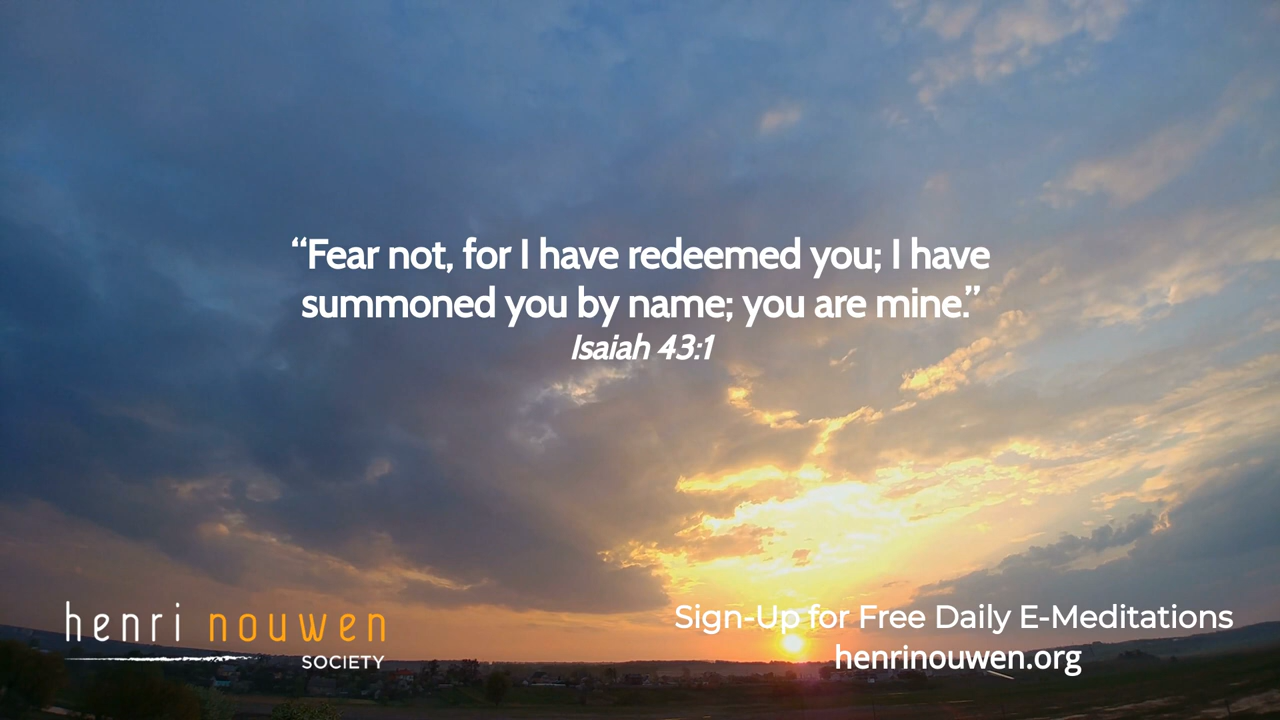 “Fear not, for I have redeemed you; I have
summoned you by name; you are mine.”
Isaiah 43:1
henri nouwen
SOCIETY
Sign-Up for Free Daily E-Meditations
henrinouwen.org